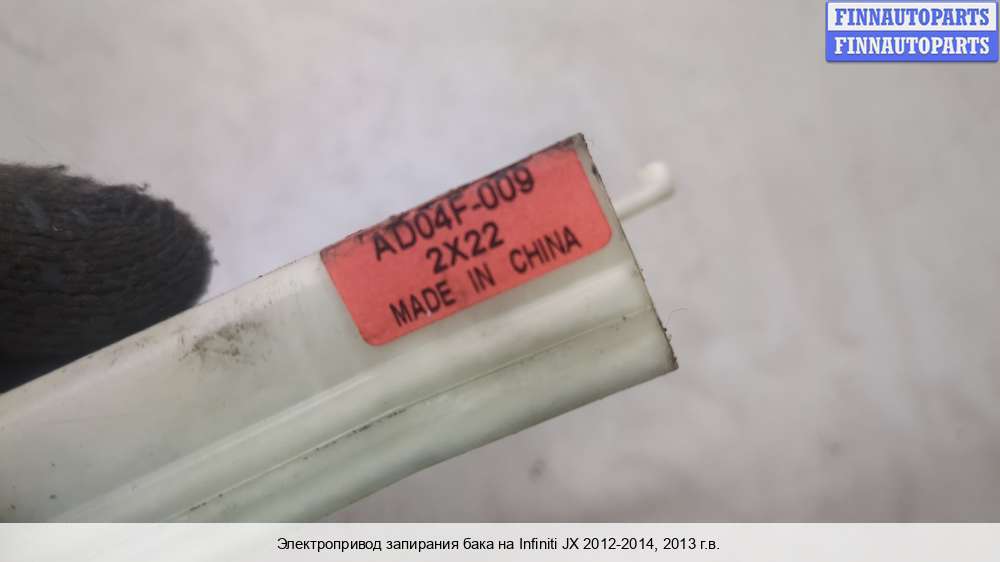 FINNAUTOPARTS
FINNAUTOPARTS
AD04F-009
2X22
MADE IN CHINA
Электропривод запирания бака на Infiniti JX 2012-2014, 2013 г.в.